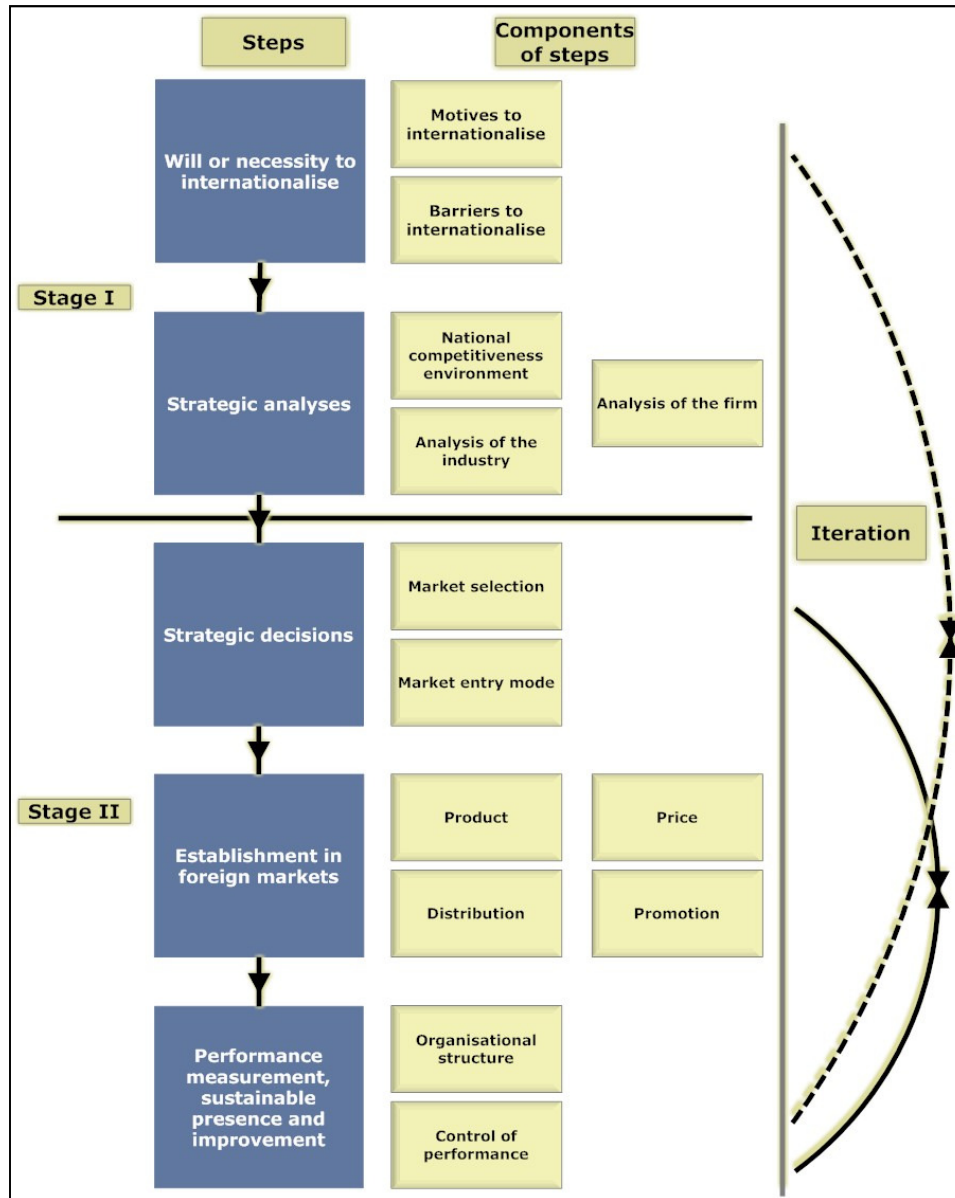 Steps
Components
of steps
Will or necessity to
internationalise
Motives to
internationalise
Barriers to
internationalise
Stage I
Strategic analyses
National
competitiveness
environment
Analysis of the
industry
Analysis of the firm
Iteration
Strategic decisions
Market selection
Market entry mode
Stage II
Establishment in
foreign markets
Product
Price
Distribution
Promotion
Performance
measurement,
sustainable
presence and
improvement
Organisational
structure
Control of
performance